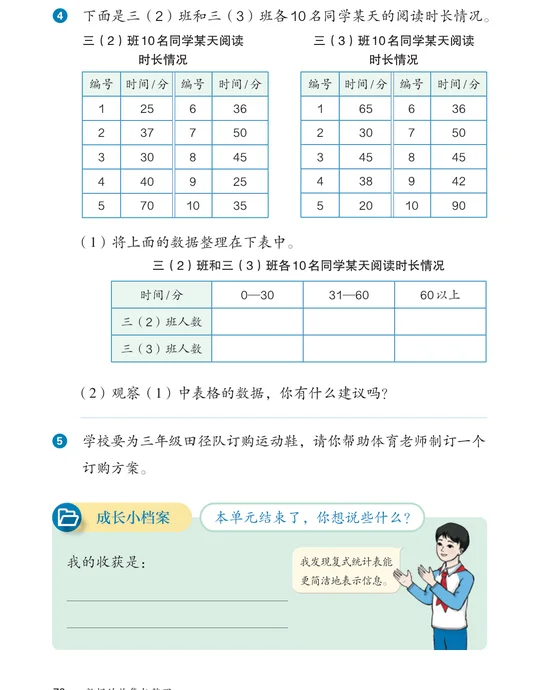 4 下面是三（2）班和三（3）班各10名同学某天的阅读时长情况。
三（2）班10名同学某天阅读
时长情况
编号 时间/分 编号 时间/分
1 25 6 36
2 37 7 50
3 30 8 45
4 40 9 25
5 70 10 35
三（3）班10名同学某天阅读
时长情况
编号 时间/分 编号 时间/分
1 65 6 36
2 30 7 50
3 45 8 45
4 38 9 42
5 20 10 90
（1）将上面的数据整理在下表中。
三（2）班和三（3）班各10名同学某天阅读时长情况
时间/分 0—30 31—60 60以上
三（2）班人数
三（3）班人数
（2）观察（1）中表格的数据，你有什么建议吗？
5 学校要为三年级田径队订购运动鞋，请你帮助体育老师制订一个
订购方案。
成长小档案
本单元结束了，你想说些什么？
我的收获是：
我发现复式统计表能
更简洁地表示信息。